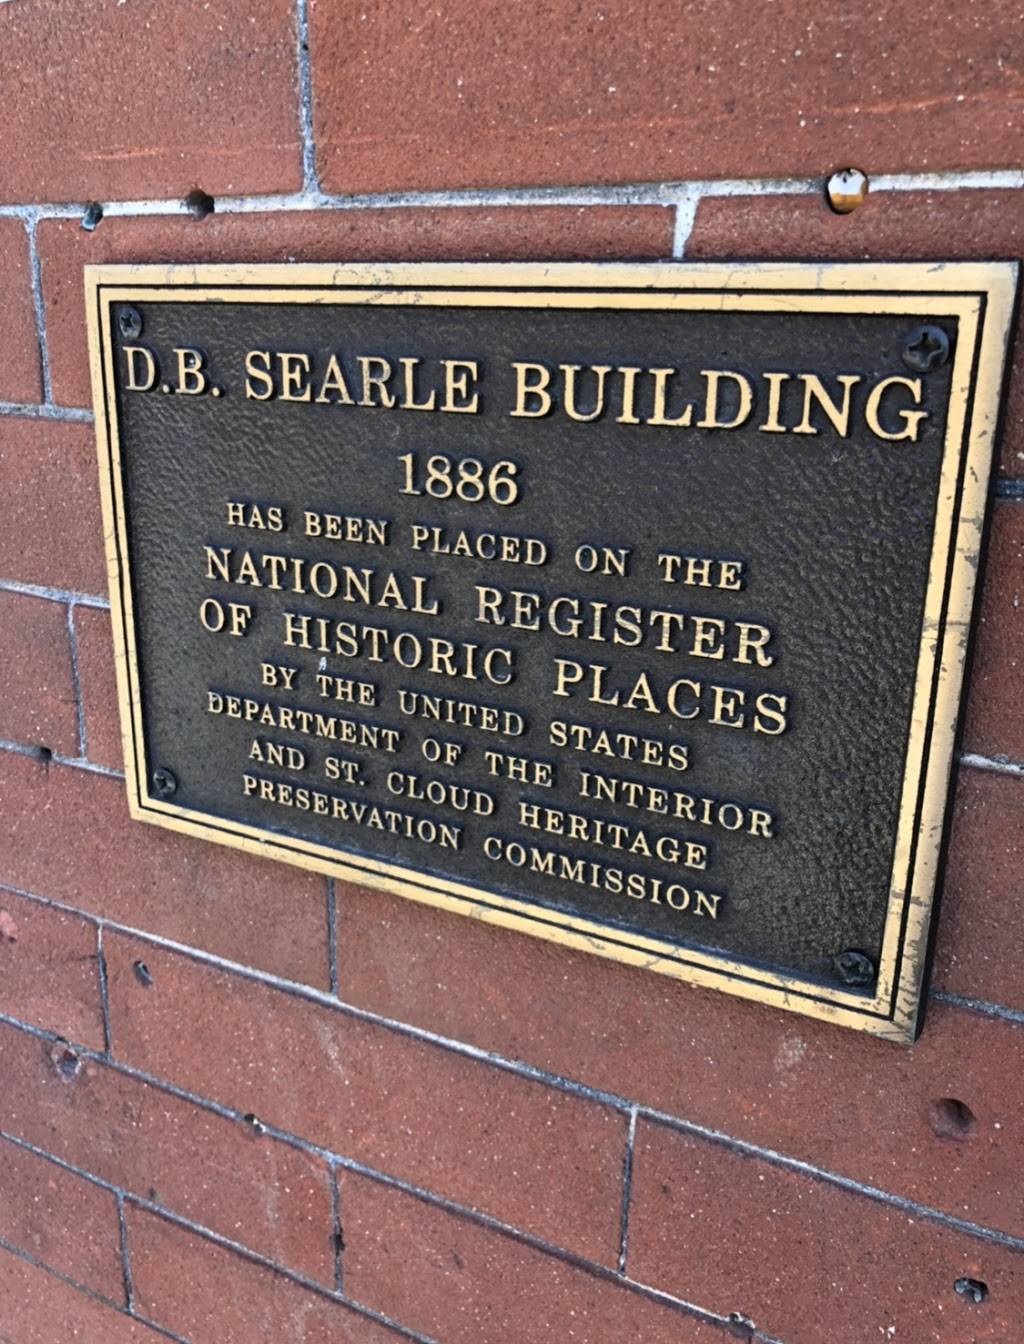 D.B. SEARLE BUILDING
1886
HAS BEEN PLACED ON THE
NATIONAL REGISTER
OF HISTORIC PLACES
BY THE UNITED STATES
DEPARTMENT OF THE INTERIOR
AND ST. CLOUD HERITAGE
PRESERVATION COMMISSION